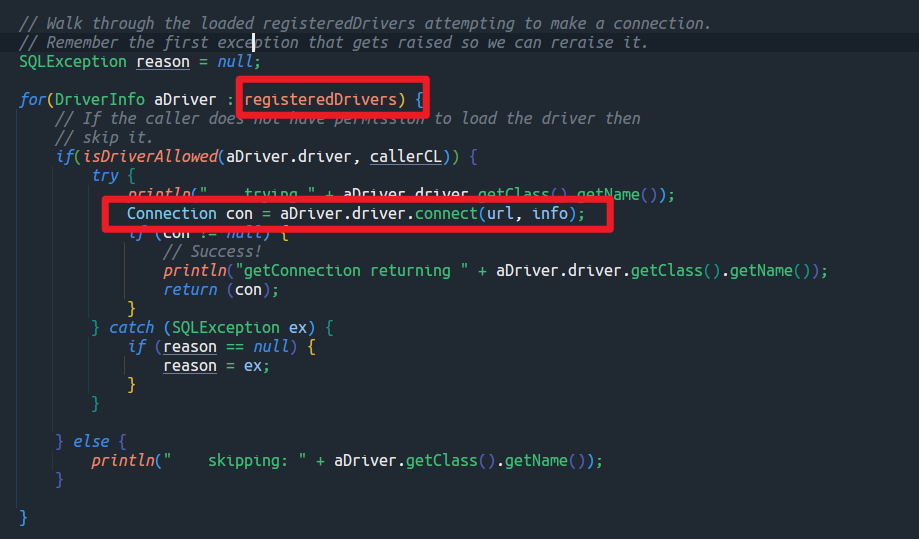 // Walk through the loaded registeredDrivers attempting to make a connection.
// Remember the first exception that gets raised so we can reraise it.
SQLException reason = null;
for(DriverInfo aDriver : registeredDrivers) {
// If the caller does not have permission to load the driver then
// skip it.
if(isDriverAllowed(aDriver.driver, callerCL)) {
try {
println("    trying " + aDriver.driver.getClass().getName());
Connection con = aDriver.driver.connect(url, info);
if (con != null) {
// Success!
println("getConnection returning " + aDriver.driver.getClass().getName());
return (con);
}
} catch (SQLException ex) {
if (reason == null) {
reason = ex;
}
}
} else {
println("    skipping: " + aDriver.getClass().getName());
}
}